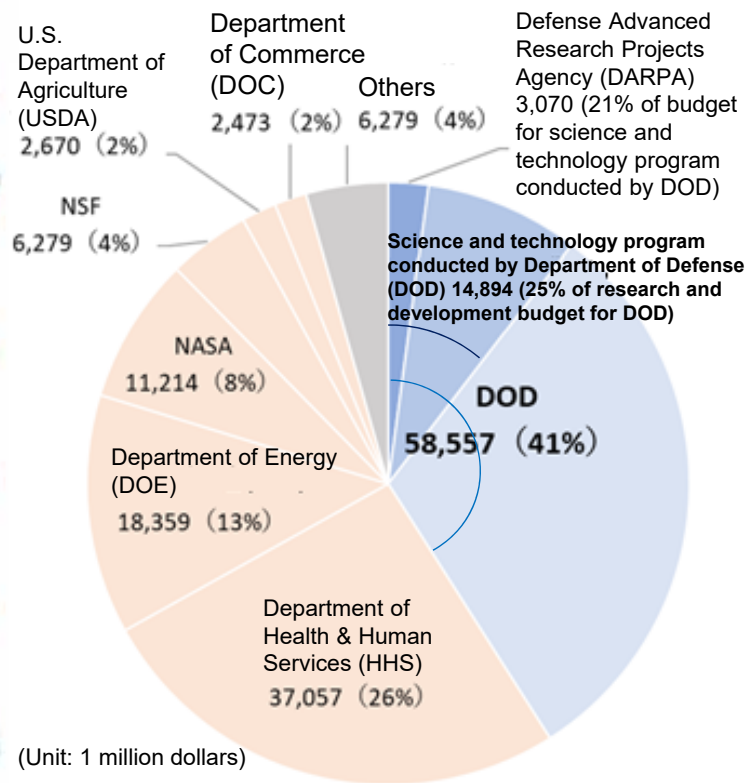 U.S.
Department of
Agriculture
(USDA)
2,670 (2%)
Department
of Commerce
(DOC)
2,473 (2%)
Others
6,279 (4%)
Defense Advanced
Research Projects
Agency (DARPA)
3,070 (21% of budget
for science and
technology program
conducted by DOD)
NSF
6,279 (4%)
Science and technology program
conducted by Department of Defense
(DOD) 14,894 (25% of research and
development budget for DOD)
NASA
11,214 (8%)
DOD
58,557 (41%)
Department of Energy
(DOE)
18,359 (13%)
Department of
Health & Human
Services (HHS)
37,057 (26%)
(Unit: 1 million dollars)